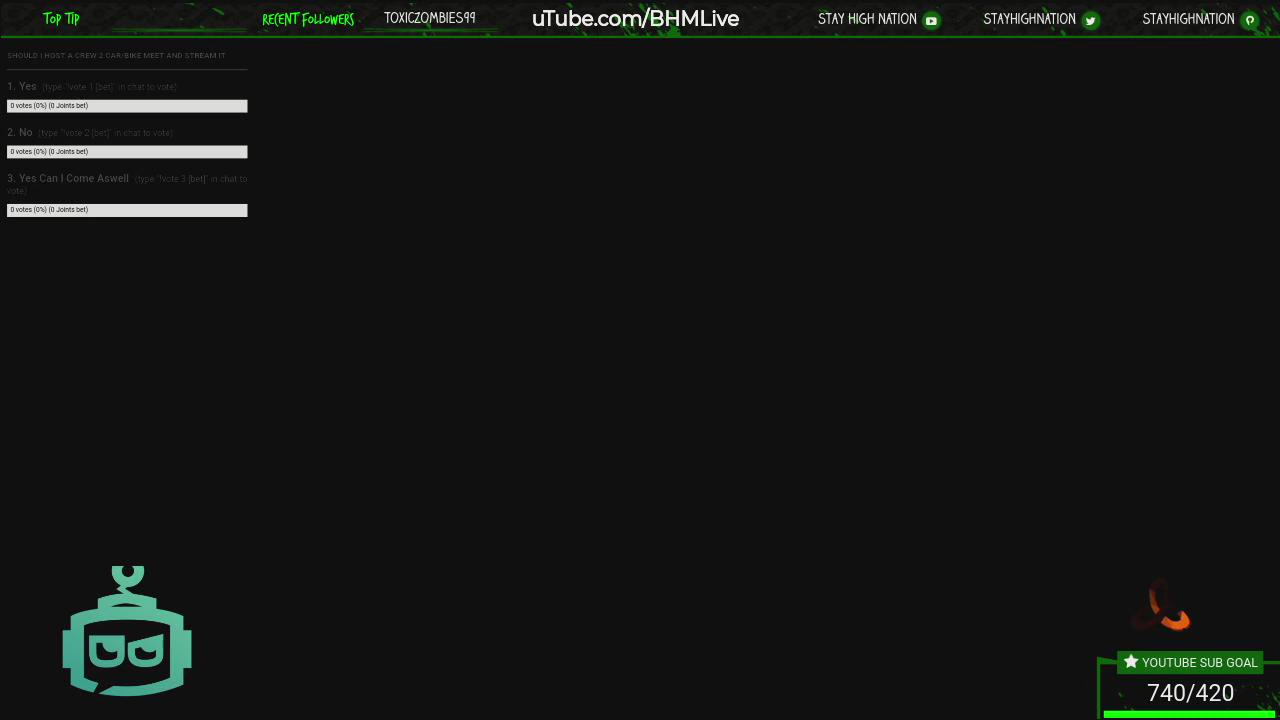 Top Tip
Recent Followers
TOXICZOMBIES99
uTube.com/BHMLive
STAY HIGH NATION
STAYHIGHNATION
STAYHIGHNATION
SHOULD I HOST A CREW 2 CAR/BIKE MEET AND STREAM IT
1. Yes (type "!vote 1 [bet]" in chat to vote)
0 votes (0%) (0 Joints bet)
2. No (type "!vote 2 [bet]" in chat to vote)
0 votes (0%) (0 Joints bet)
3. Yes Can I Come Aswell (type "!vote 3 [bet]" in chat to
vote)
0 votes (0%) (0 Joints bet)
YOUTUBE SUB GOAL
740/420